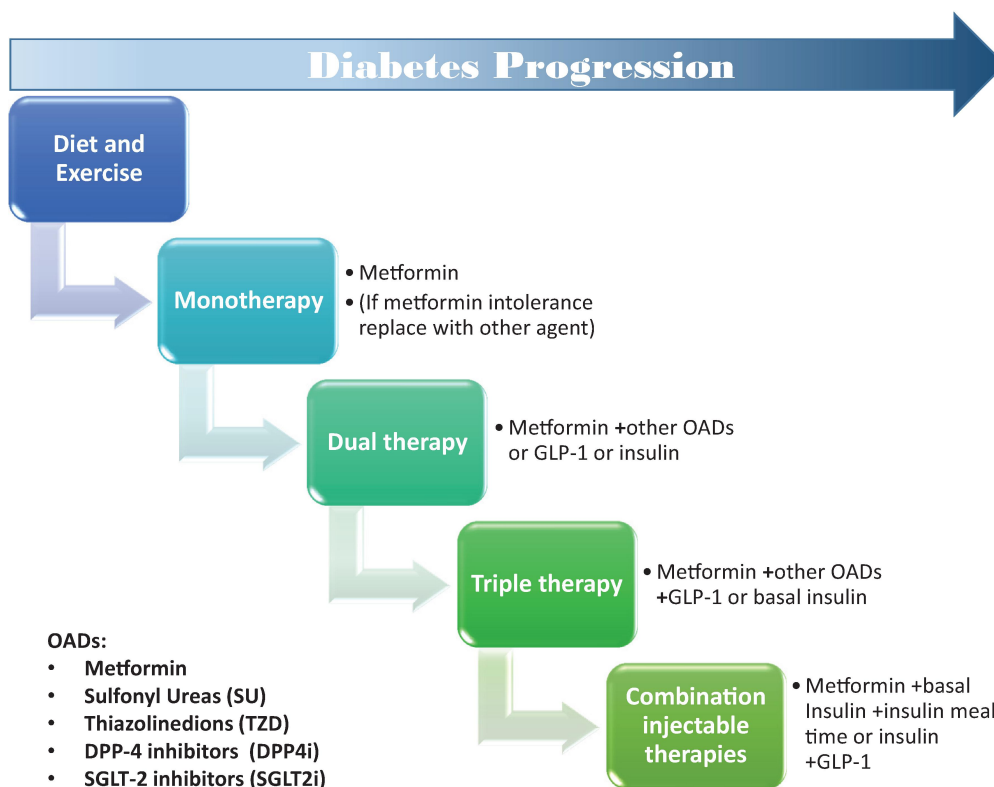 Diabetes Progression
Diet and
Exercise
Monotherapy
• Metformin
• (If metformin intolerance
replace with other agent)
Dual therapy
• Metformin +other OADs
or GLP-1 or insulin
Triple therapy
• Metformin +other OADs
+GLP-1 or basal insulin
Combination
injectable
therapies
• Metformin +basal
Insulin +insulin meal
time or insulin
+GLP-1
OADs:
• Metformin
• Sulfonyl Ureas (SU)
• Thiazolinedions (TZD)
• DPP-4 inhibitors (DPP4i)
• SGLT-2 inhibitors (SGLT2i)